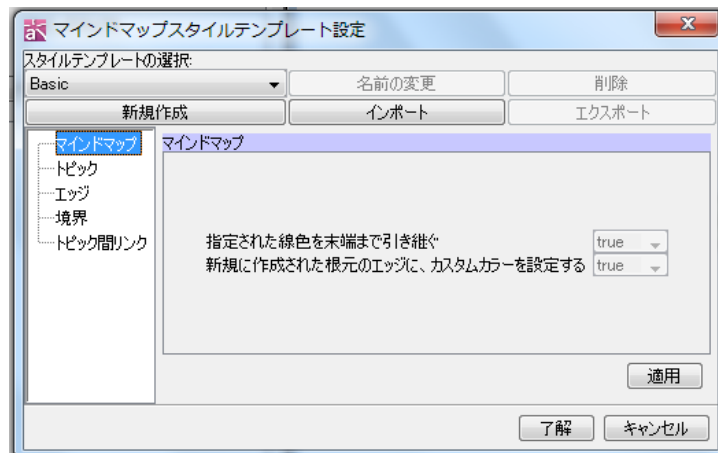 マインドマップスタイルテンプレート設定
スタイルテンプレートの選択:
Basic 名前の変更 削除
新規作成 インポート エクスポート
マインドマップ
トピック
エッジ
境界
トピック間リンク
マインドマップ
指定された線色を末端まで引き継ぐ true
新規に作成された根元のエッジに、カスタムカラーを設定する true
適用
了解 キャンセル